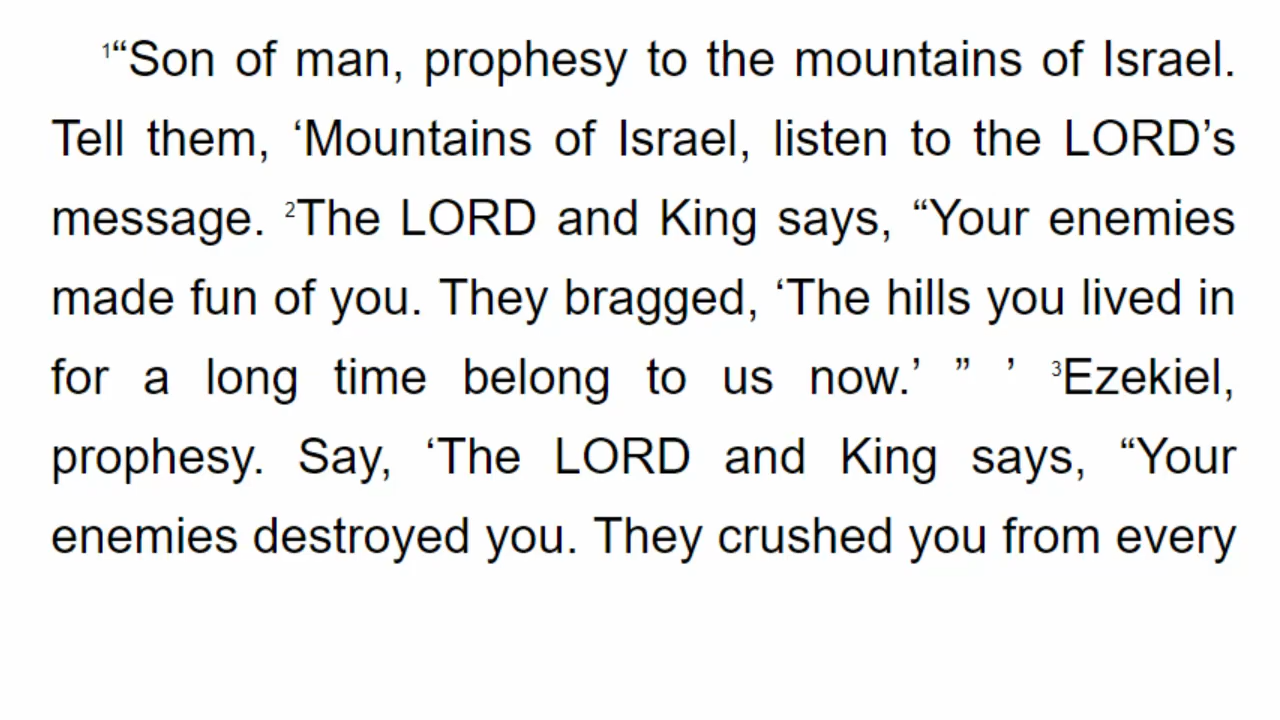 ¹“Son of man, prophesy to the mountains of Israel.
Tell them, ‘Mountains of Israel, listen to the LORD’s
message. ²The LORD and King says, “Your enemies
made fun of you. They bragged, ‘The hills you lived in
for a long time belong to us now.’ ” ’ ³Ezekiel,
prophesy. Say, ‘The LORD and King says, “Your
enemies destroyed you. They crushed you from every